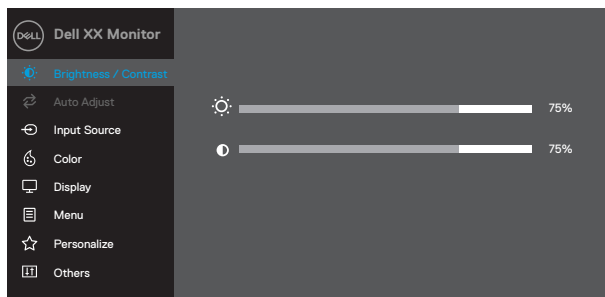 DELL Dell XX Monitor
Brightness / Contrast
Auto Adjust
75%
Input Source
75%
Color
Display
Menu
Personalize
Others